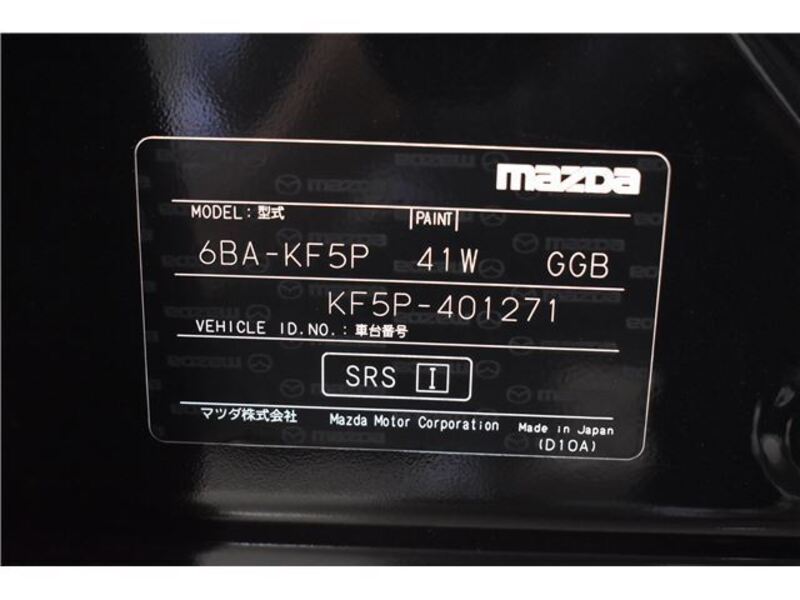 mazda
MODEL：型式 PAINT
6BA-KF5P 41W GGB
KF5P-401271
VEHICLE ID.NO.：車台番号
SRS I
マツダ株式会社 Mazda Motor Corporation Made in Japan
(D10A)